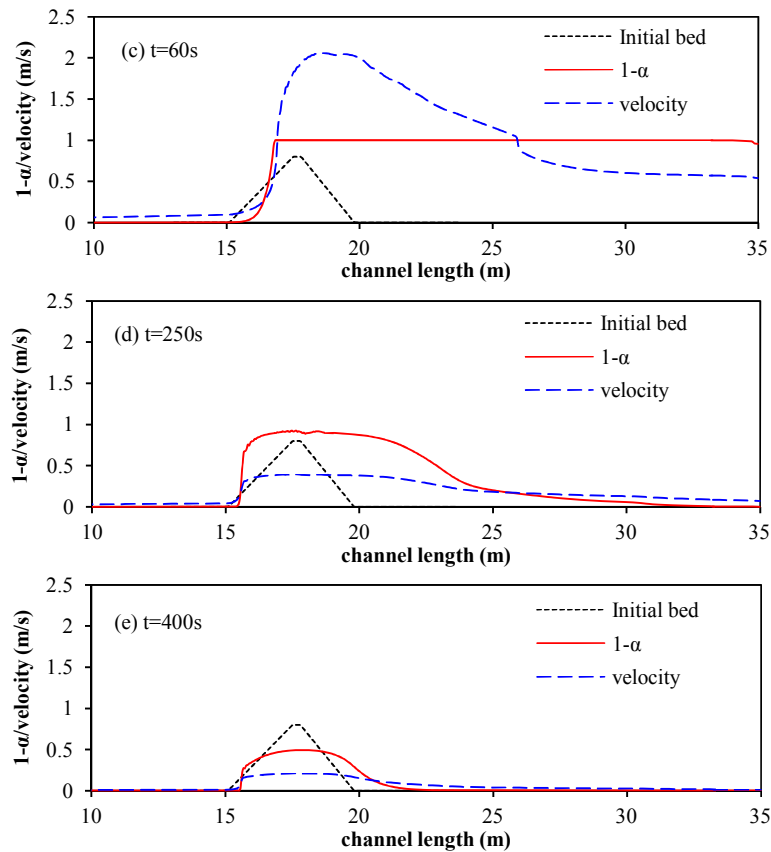 (c) t=60s
Initial bed
1-α
velocity
1-α/velocity (m/s)
2.5
2
1.5
1
0.5
0
10 15 20 25 30 35
channel length (m)
(d) t=250s
Initial bed
1-α
velocity
1-α/velocity (m/s)
2.5
2
1.5
1
0.5
0
10 15 20 25 30 35
channel length (m)
(e) t=400s
Initial bed
1-α
velocity
1-α/velocity (m/s)
2.5
2
1.5
1
0.5
0
10 15 20 25 30 35
channel length (m)